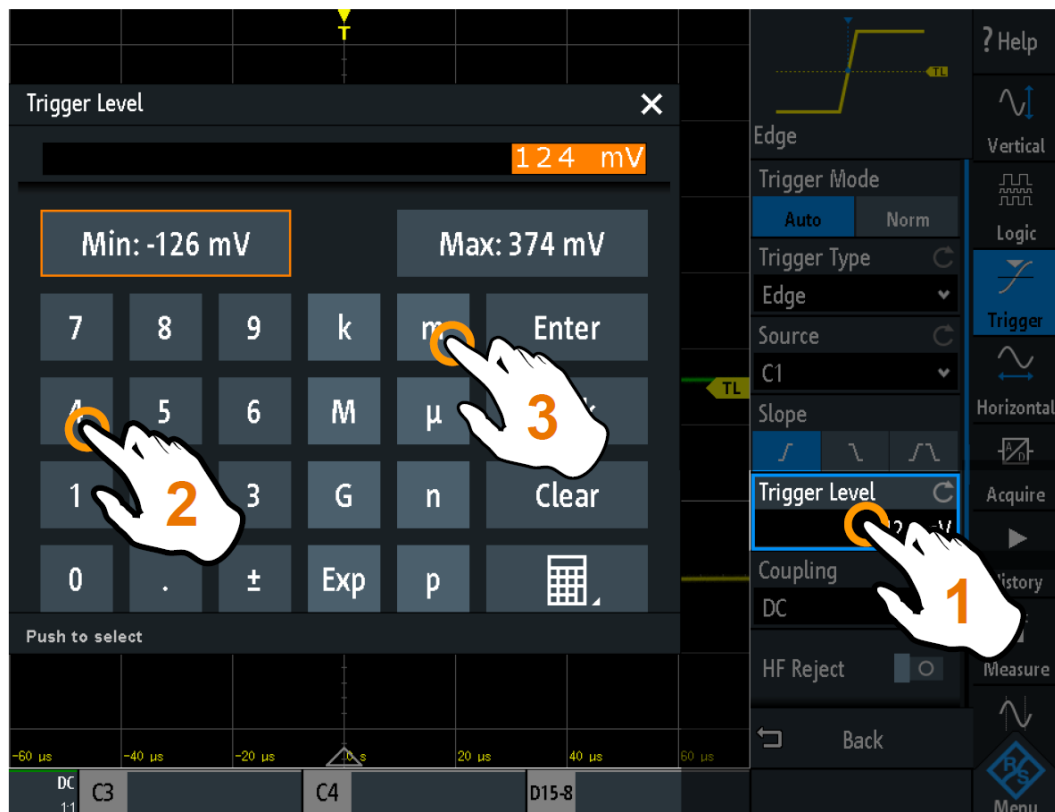 T
Trigger Level
124 mV
Min: -126 mV
Max: 374 mV
7 8 9 k m Enter
4 5 6 M µ
1 3 G n Clear
0 . ± Exp p
Push to select
1
2
3
TL
-60 µs -40 µs -20 µs 0 s 20 µs 40 µs 60 µs
DC
1:1
C3
C4
D15-8
TL
Edge
Trigger Mode
Auto Norm
Trigger Type
Edge
Source
C1
Slope
Trigger Level
Coupling
DC
HF Reject
Back
? Help
Vertical
Logic
Trigger
Horizontal
Acquire
Measure
R&S
Menu